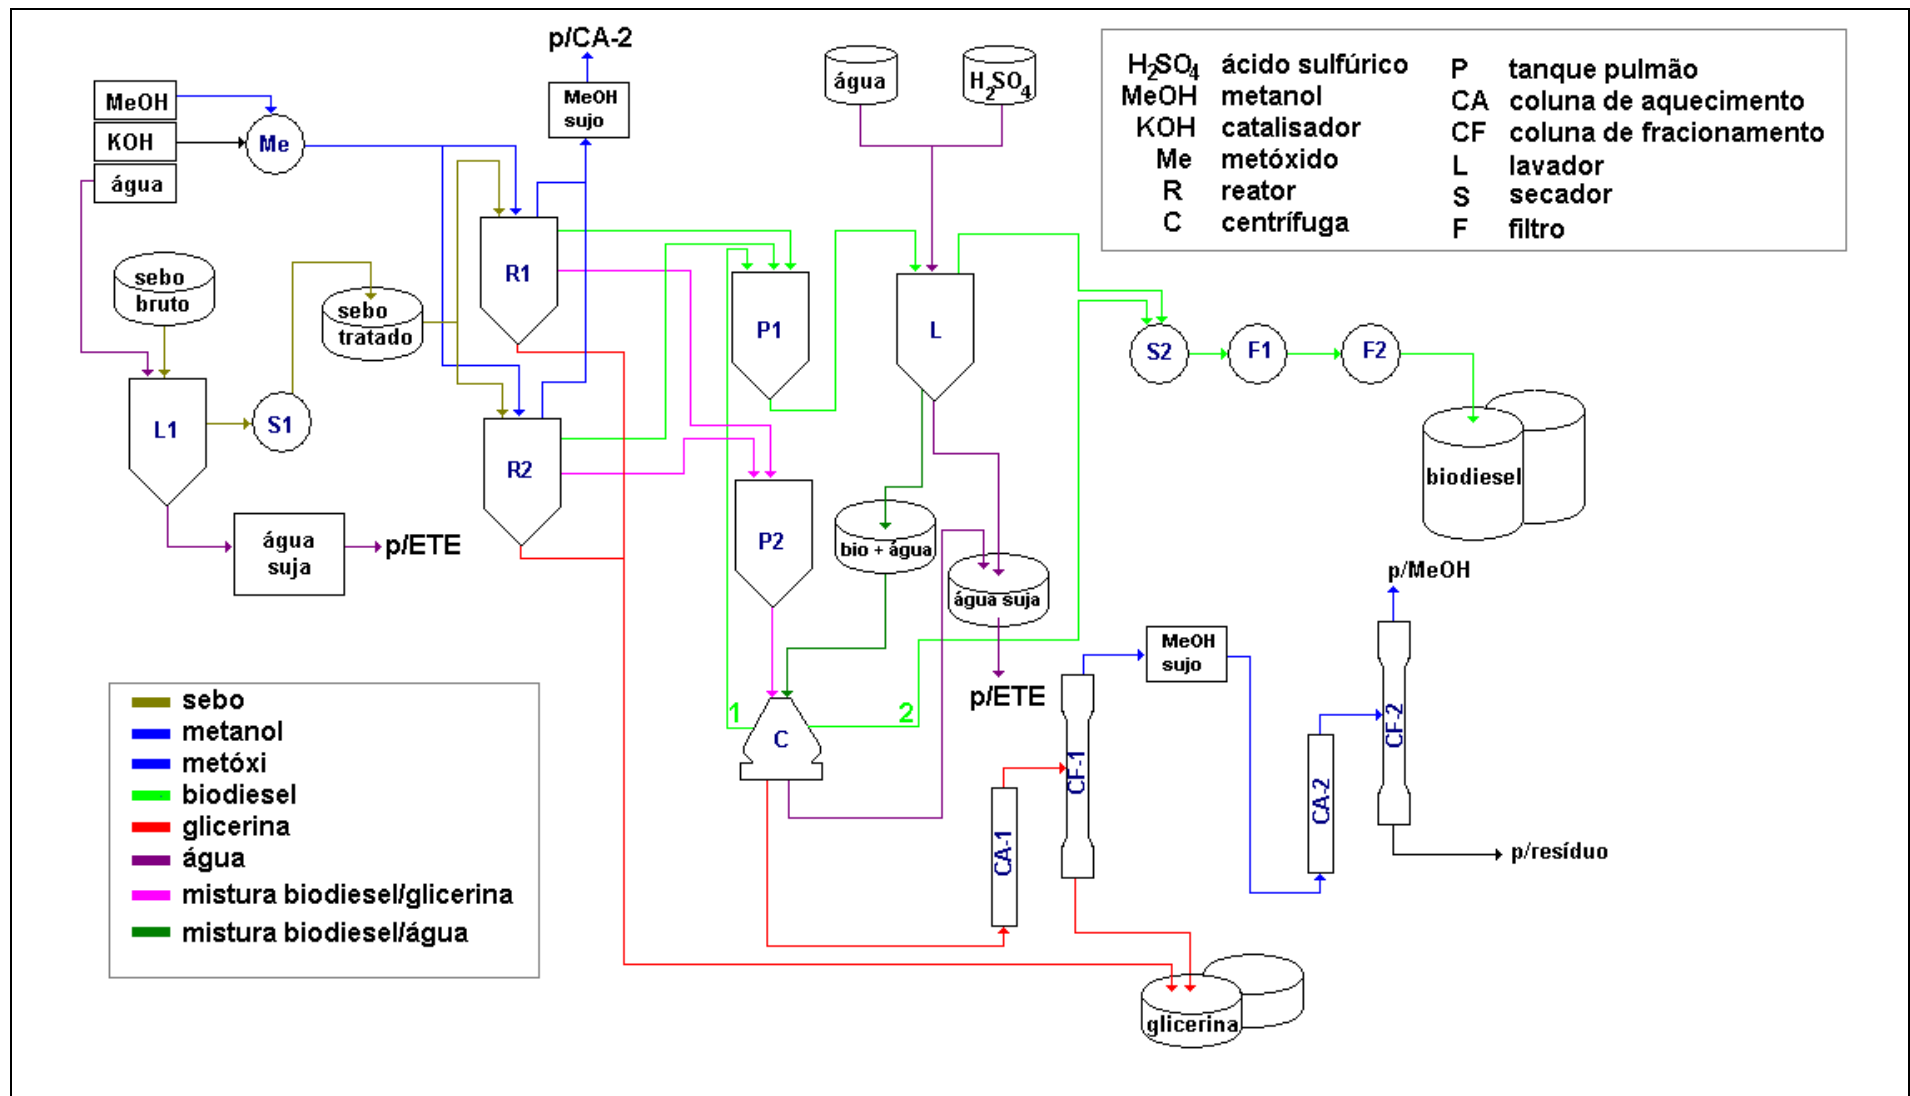 p/CA-2
MeOH
sujo
MeOH
KOH
água
Me
água
H2SO4
H2SO4 ácido sulfúrico
MeOH metanol
KOH catalisador
Me metóxido
R reator
C centrífuga
P tanque pulmão
CA coluna de aquecimento
CF coluna de fracionamento
L lavador
S secador
F filtro
sebo
bruto
sebo
tratado
L1
S1
R1
R2
P1
P2
L
S2
F1
F2
biodiesel
água
suja
p/ETE
bio + água
água suja
p/ETE
1
2
C
CA-1
CF-1
MeOH
sujo
CA-2
CF-2
p/MeOH
p/resíduo
glicerina
sebo
metanol
metóxi
biodiesel
glicerina
água
mistura biodiesel/glicerina
mistura biodiesel/água